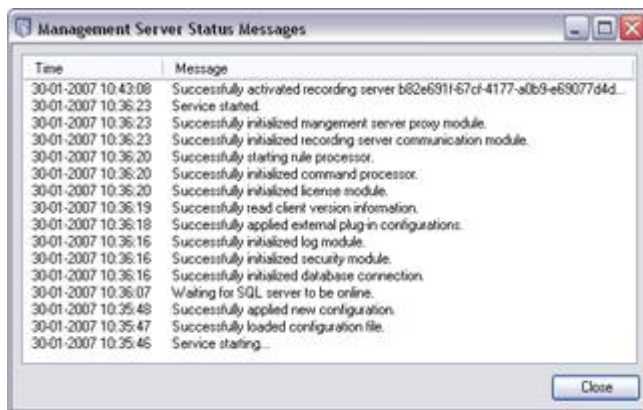 Management Server Status Messages
Time Message
30-01-2007 10:43:08 Successfully activated recording server b82e691f-67cf-4177-a0b9-e69077d4d...
30-01-2007 10:36:23 Service started.
30-01-2007 10:36:23 Successfully initialized mangement server proxy module.
30-01-2007 10:36:23 Successfully initialized recording server communication module.
30-01-2007 10:36:20 Successfully starting rule processor.
30-01-2007 10:36:20 Successfully initialized command processor.
30-01-2007 10:36:20 Successfully initialized license module.
30-01-2007 10:36:19 Successfully read client version information.
30-01-2007 10:36:18 Successfully applied external plug-in configurations.
30-01-2007 10:36:16 Successfully initialized log module.
30-01-2007 10:36:16 Successfully initialized security module.
30-01-2007 10:36:16 Successfully initialized database connection.
30-01-2007 10:36:07 Waiting for SQL server to be online.
30-01-2007 10:35:48 Successfully applied new configuration.
30-01-2007 10:35:47 Successfully loaded configuration file.
30-01-2007 10:35:46 Service starting...
Close